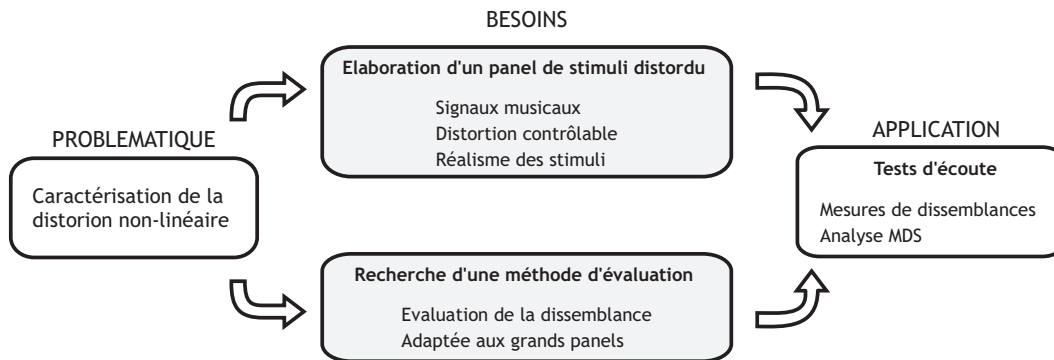 BESOINS
Elaboration d'un panel de stimuli distordu
Signaux musicaux
Distortion contrôlable
Réalisme des stimuli
PROBLEMATIQUE
Caractérisation de la
distorion non-linéaire
APPLICATION
Tests d'écoute
Mesures de dissemblances
Analyse MDS
Recherche d'une méthode d'évaluation
Evaluation de la dissemblance
Adaptée aux grands panels